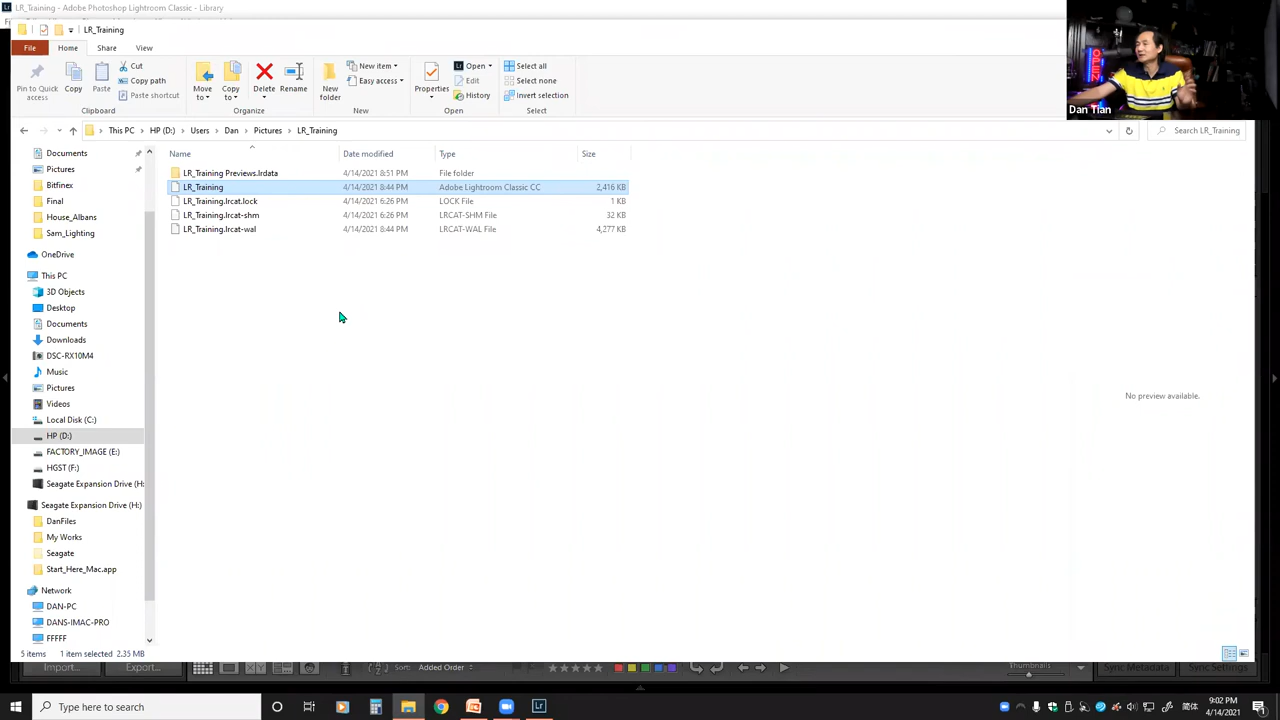 LR_Training - Adobe Photoshop Lightroom Classic - Library
LR_Training
File Home Share View
Pin to Quick access
Copy
Paste
Cut
Copy path
Paste shortcut
Clipboard
Move to
Copy to
Delete
Rename
Organize
New folder
New item
Easy access
New
Properties
Open
Edit
History
Open
Select all
Select none
Invert selection
Select
OPEN
Dan Tian
This PC > HP (D:) > Users > Dan > Pictures > LR_Training
Search LR_Training
Name Date modified Type Size
LR_Training Previews.lrdata 4/14/2021 8:51 PM File folder
LR_Training 4/14/2021 8:44 PM Adobe Lightroom Classic CC 2,416 KB
LR_Training.lrcat.lock 4/14/2021 6:26 PM LOCK File 1 KB
LR_Training.lrcat-shm 4/14/2021 6:26 PM LRCAT-SHM File 32 KB
LR_Training.lrcat-wal 4/14/2021 8:44 PM LRCAT-WAL File 4,277 KB
Documents
Pictures
Bitfinex
Final
House_Albans
Sam_Lighting
OneDrive
This PC
3D Objects
Desktop
Documents
Downloads
DSC-RX10M4
Music
Pictures
Videos
Local Disk (C:)
HP (D:)
FACTORY_IMAGE (E:)
HGST (F:)
Seagate Expansion Drive (H:
Seagate Expansion Drive (H:)
DanFiles
My Works
Seagate
Start_Here_Mac.app
Network
DAN-PC
DANS-IMAC-PRO
FFFFF
No preview available.
5 items 1 item selected 2.35 MB
Import... Export... Sort: Added Order Thumbnails Sync Metadata Sync Settings
Type here to search
简体
9:02 PM
4/14/2021